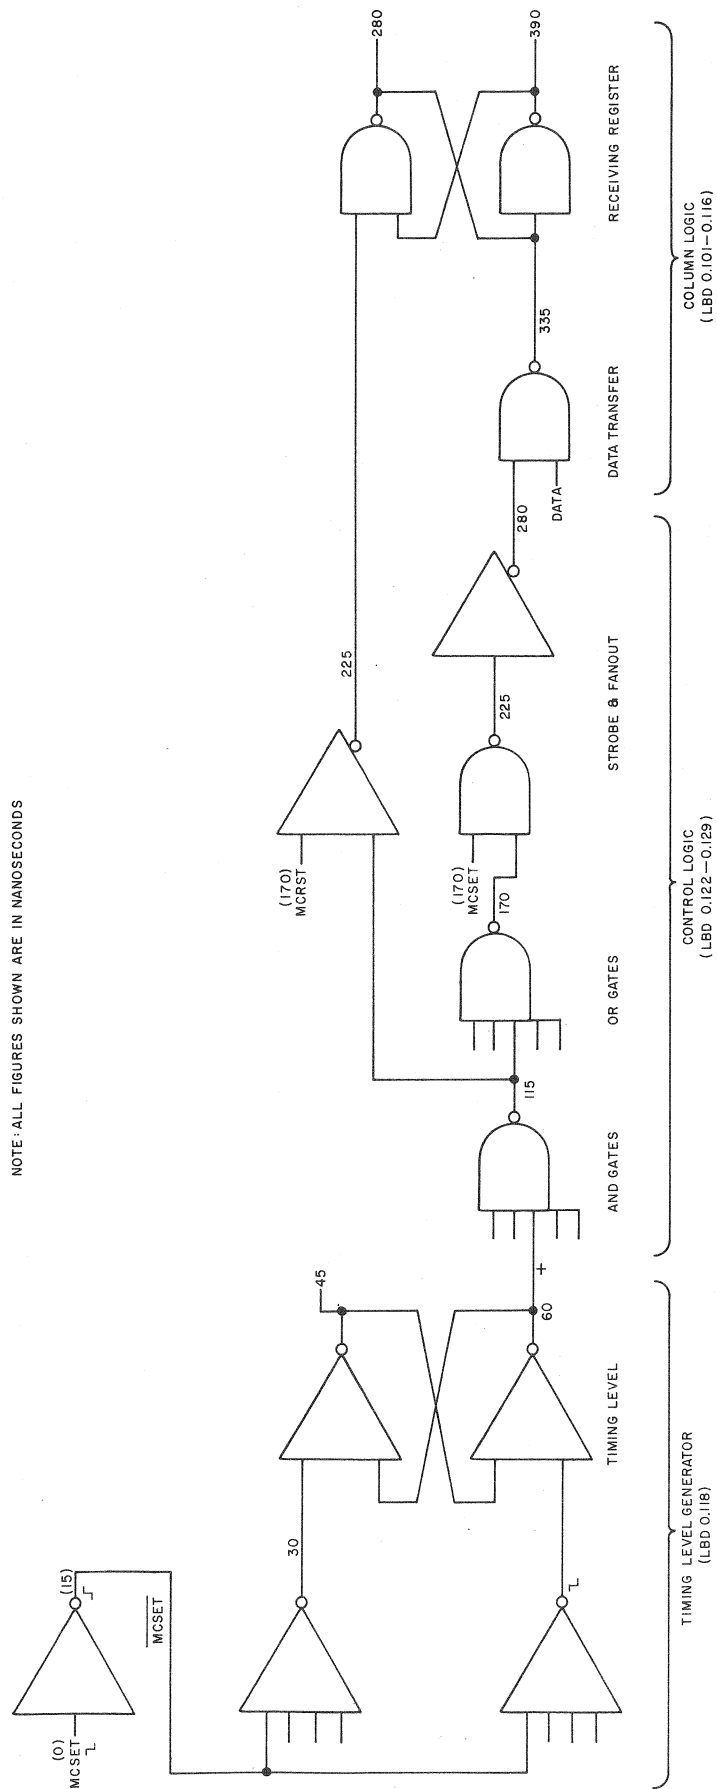 NOTE: ALL FIGURES SHOWN ARE IN NANOSECONDS
(0)
MCSET
(15)
MCSET
30
45
60
+
TIMING LEVEL
TIMING LEVEL GENERATOR
(LBD 0.118)
115
AND GATES
OR GATES
170
(170)
MCSET
(170)
MCRST
225
225
STROBE & FANOUT
CONTROL LOGIC
(LBD 0.122-0.129)
280
DATA
DATA TRANSFER
335
280
390
RECEIVING REGISTER
COLUMN LOGIC
(LBD 0.101-0.116)